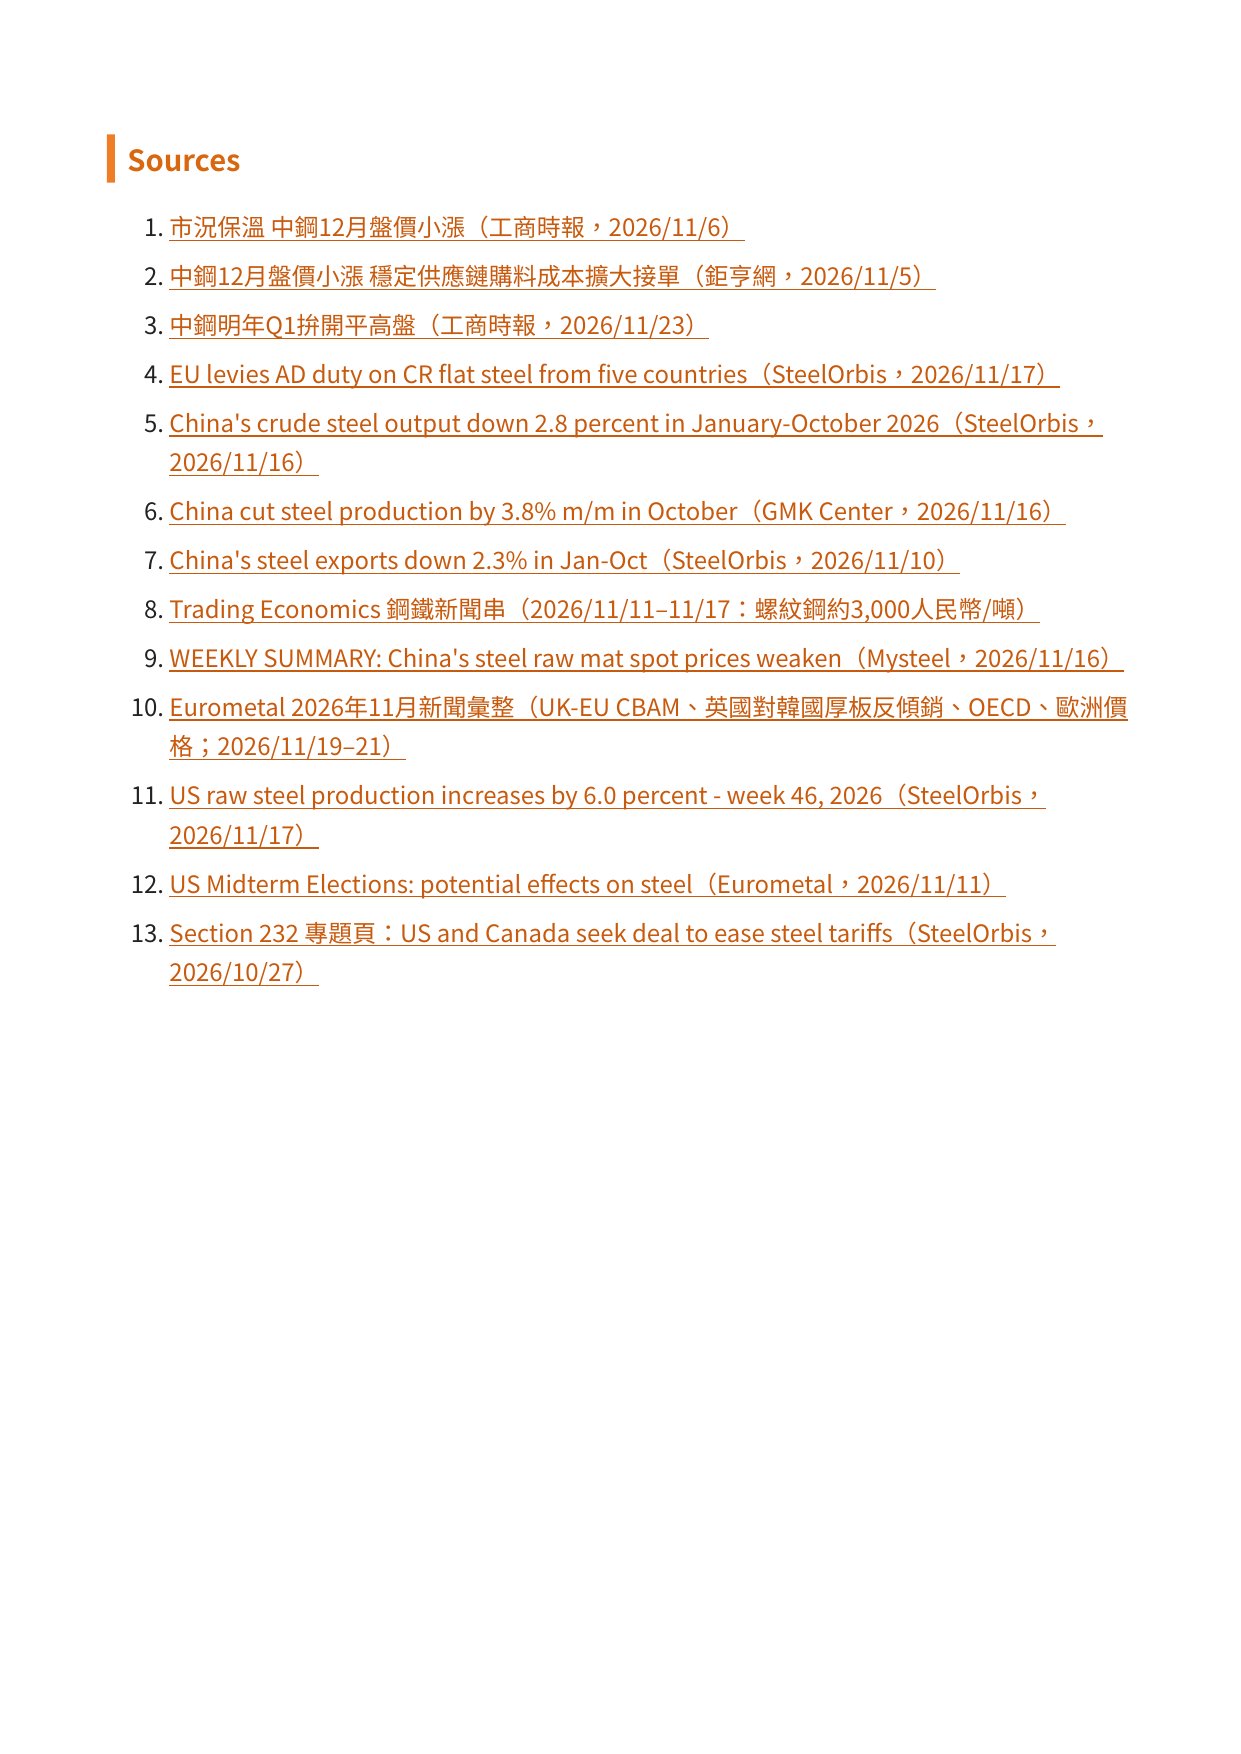 Sources
1. 市況保溫 中鋼12月盤價小漲（工商時報，2026/11/6）
2. 中鋼12月盤價小漲 穩定供應鏈購料成本擴大接單（鉅亨網，2026/11/5）
3. 中鋼明年Q1拚開平高盤（工商時報，2026/11/23）
4. EU levies AD duty on CR flat steel from five countries（SteelOrbis，2026/11/17）
5. China's crude steel output down 2.8 percent in January-October 2026（SteelOrbis，
2026/11/16）
6. China cut steel production by 3.8% m/m in October（GMK Center，2026/11/16）
7. China's steel exports down 2.3% in Jan-Oct（SteelOrbis，2026/11/10）
8. Trading Economics 鋼鐵新聞串（2026/11/11–11/17：螺紋鋼約3,000人民幣/噸）
9. WEEKLY SUMMARY: China's steel raw mat spot prices weaken（Mysteel，2026/11/16）
10. Eurometal 2026年11月新聞彙整（UK-EU CBAM、英國對韓國厚板反傾銷、OECD、歐洲價
格；2026/11/19–21）
11. US raw steel production increases by 6.0 percent - week 46, 2026（SteelOrbis，
2026/11/17）
12. US Midterm Elections: potential effects on steel（Eurometal，2026/11/11）
13. Section 232 專題頁：US and Canada seek deal to ease steel tariffs（SteelOrbis，
2026/10/27）